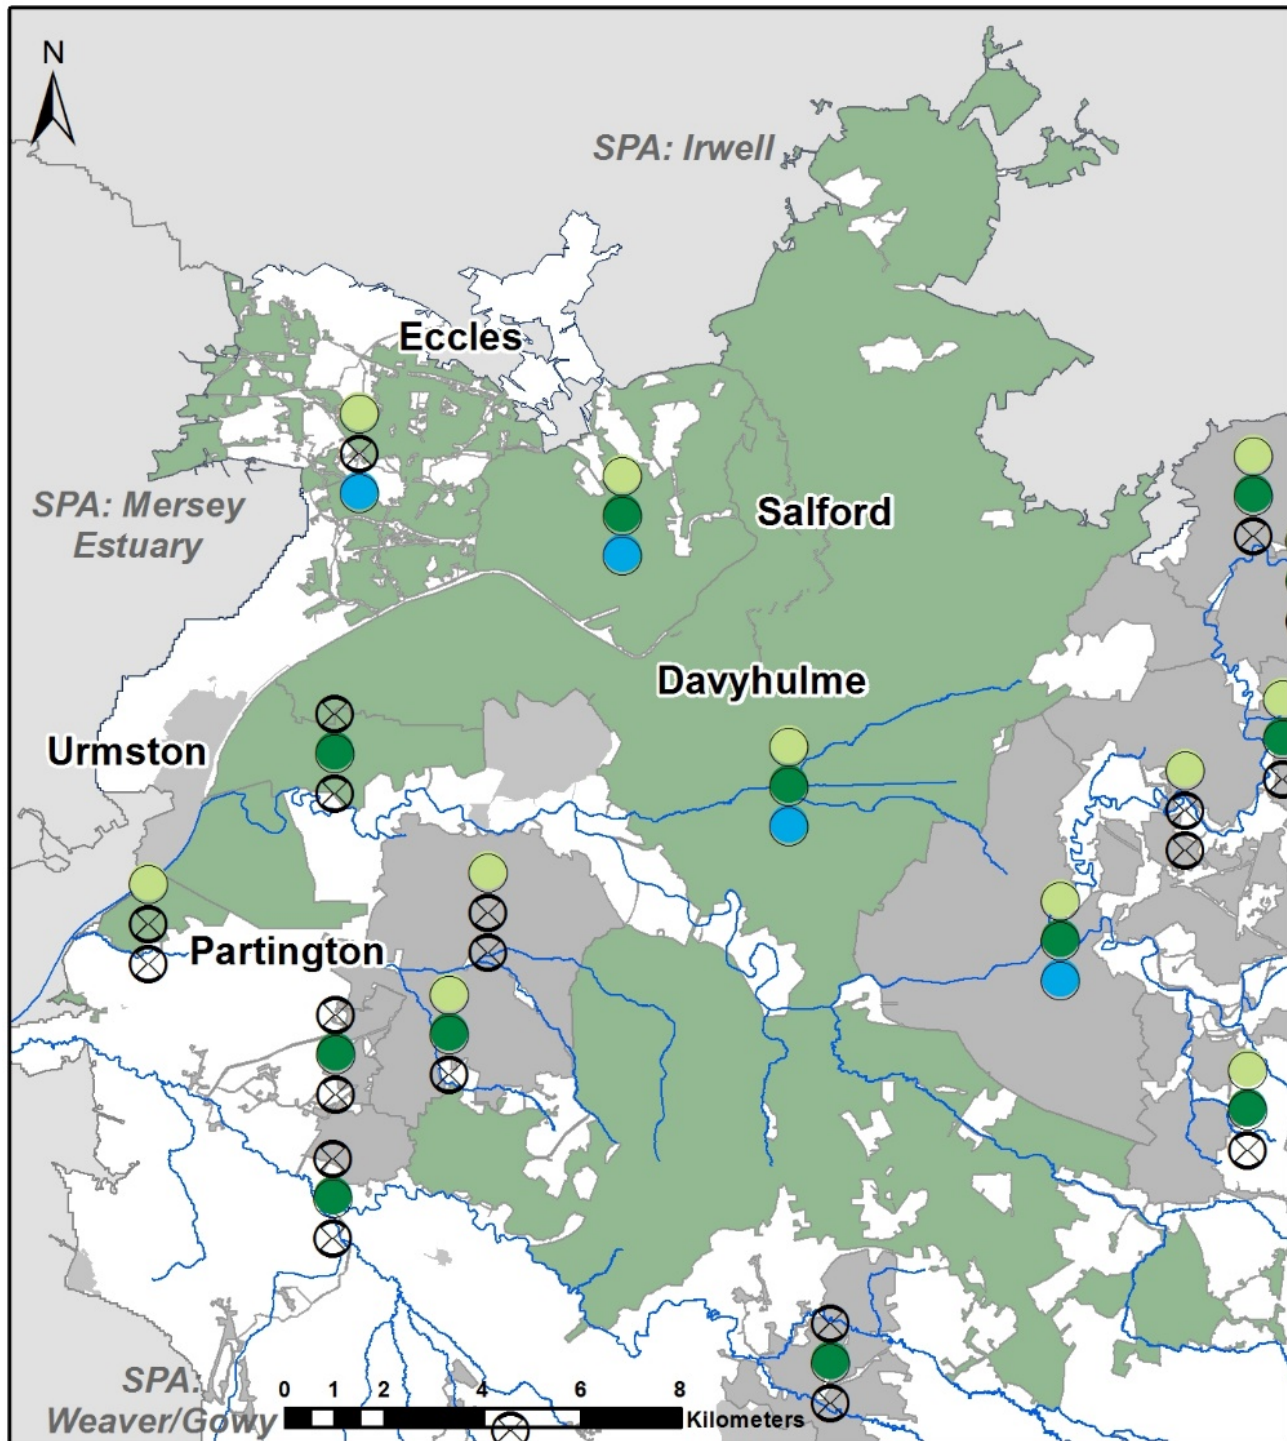 N
SPA: Irwell
Eccles
SPA: Mersey
Estuary
Salford
Davyhulme
Urmston
Partington
SPA:
Weaver/Gowy
0 1 2 4 6 8
Kilometers